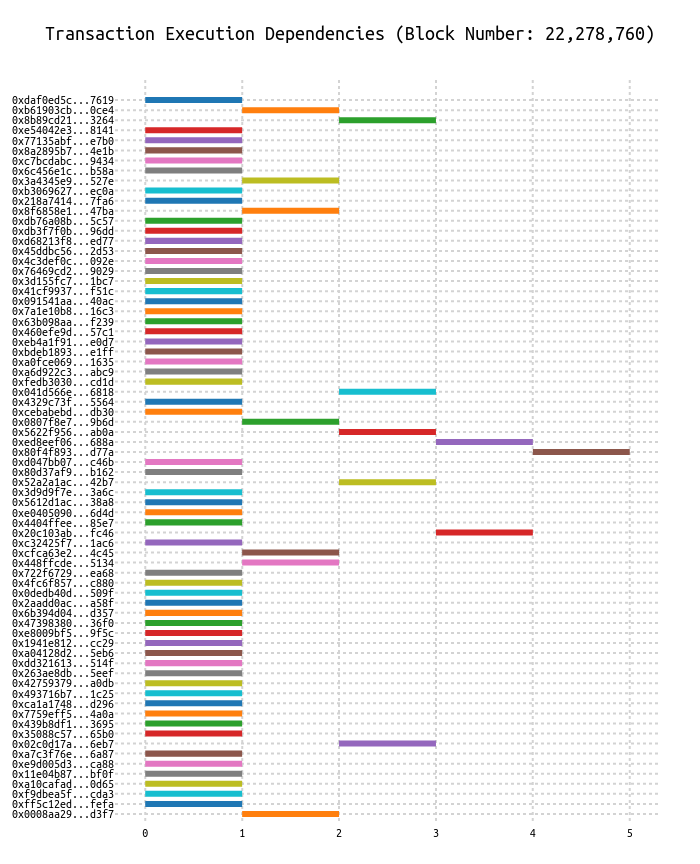 Transaction Execution Dependencies (Block Number: 22,278,760)
0xdaf0ed5c...7619
0xb61903cb...0ce4
0x8b89cd21...3264
0xe54042e3...8141
0x77135abf...e7b0
0x8a2895b7...4e1b
0xc7bcdabc...9434
0x6c456e1c...b58a
0x3a4345e9...527e
0xb3069627...ec0a
0x218a7414...7fa6
0x8f6858e1...47ba
0xdb76a08b...5c57
0xdb3f7f0b...96dd
0xd68213f8...ed77
0x45ddbc56...2d53
0x4c3def0c...092e
0x76469cd2...9029
0x3d155fc7...1bc7
0x41cf9937...f51c
0x091541aa...40ac
0x7a1e10b8...16c3
0x63b098aa...f239
0x460efe9d...57c1
0xeb4a1f91...e0d7
0xbdeb1893...e1ff
0xa0fce069...1635
0xa6d922c3...abc9
0xfedb3030...cd1d
0x041d566e...6818
0x4329c73f...5564
0xcebabebd...db30
0x0807f8e7...9b6d
0x5622f956...ab0a
0xed8eef06...688a
0x80f4f893...d77a
0xd047bb07...c46b
0x80d37af9...b162
0x52a2a1ac...42b7
0x3d9d9f7e...3a6c
0x5612d1ac...38a8
0xe0405090...6d4d
0x4404ffee...85e7
0x20c103ab...fc46
0xc32425f7...1ac6
0xcfca63e2...4c45
0x448ffcde...5134
0x722f6729...ea68
0x4fc6f857...c880
0x0dedb40d...509f
0x2aadd0ac...a58f
0x6b394d04...d357
0x47398380...36f0
0xe8009bf5...9f5c
0x1941e812...cc29
0xa04128d2...5eb6
0xdd321613...514f
0x263ae8db...5eef
0x42759379...a0db
0x493716b7...1c25
0xca1a1748...d296
0x7759eff5...4a0a
0x439b8df1...3695
0x35088c57...65b0
0x02c0d17a...6eb7
0xa7c3f76e...6a87
0xe9d005d3...ca88
0x11e04b87...bf0f
0xa10cafad...0d65
0xf9dbea5f...cda3
0xff5c12ed...fefa
0x0008aa29...d3f7
0 1 2 3 4 5